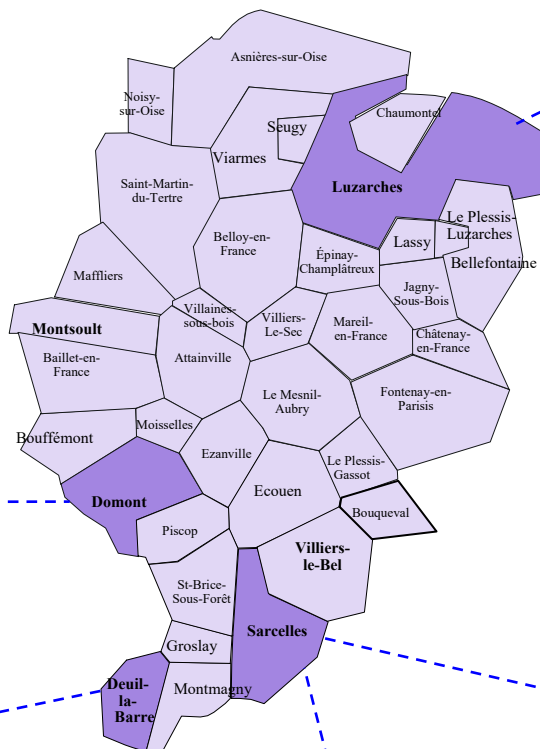 Asnières-sur-Oise
Noisy-
sur-Oise
Chaumontel
Seugy
Viarmes
Luzarches
Saint-Martin-
du-Tertre
Le Plessis-
Luzarches
Belloy-en-
France
Lassy
Épinay-
Champlâtreux
Bellefontaine
Maffliers
Jagny-
Sous-Bois
Villaines-
sous-bois
Villiers-
Le-Sec
Mareil-
en-France
Montsoult
Châtenay-
en-France
Baillet-en-
France
Attainville
Le Mesnil-
Aubry
Fontenay-en-
Parisis
Moisselles
Bouffémont
Ezanville
Le Plessis-
Gassot
Ecouen
Domont
Bouqueval
Piscop
Villiers-
le-Bel
St-Brice-
Sous-Forêt
Sarcelles
Groslay
Deuil-
la-
Barre
Montmagny